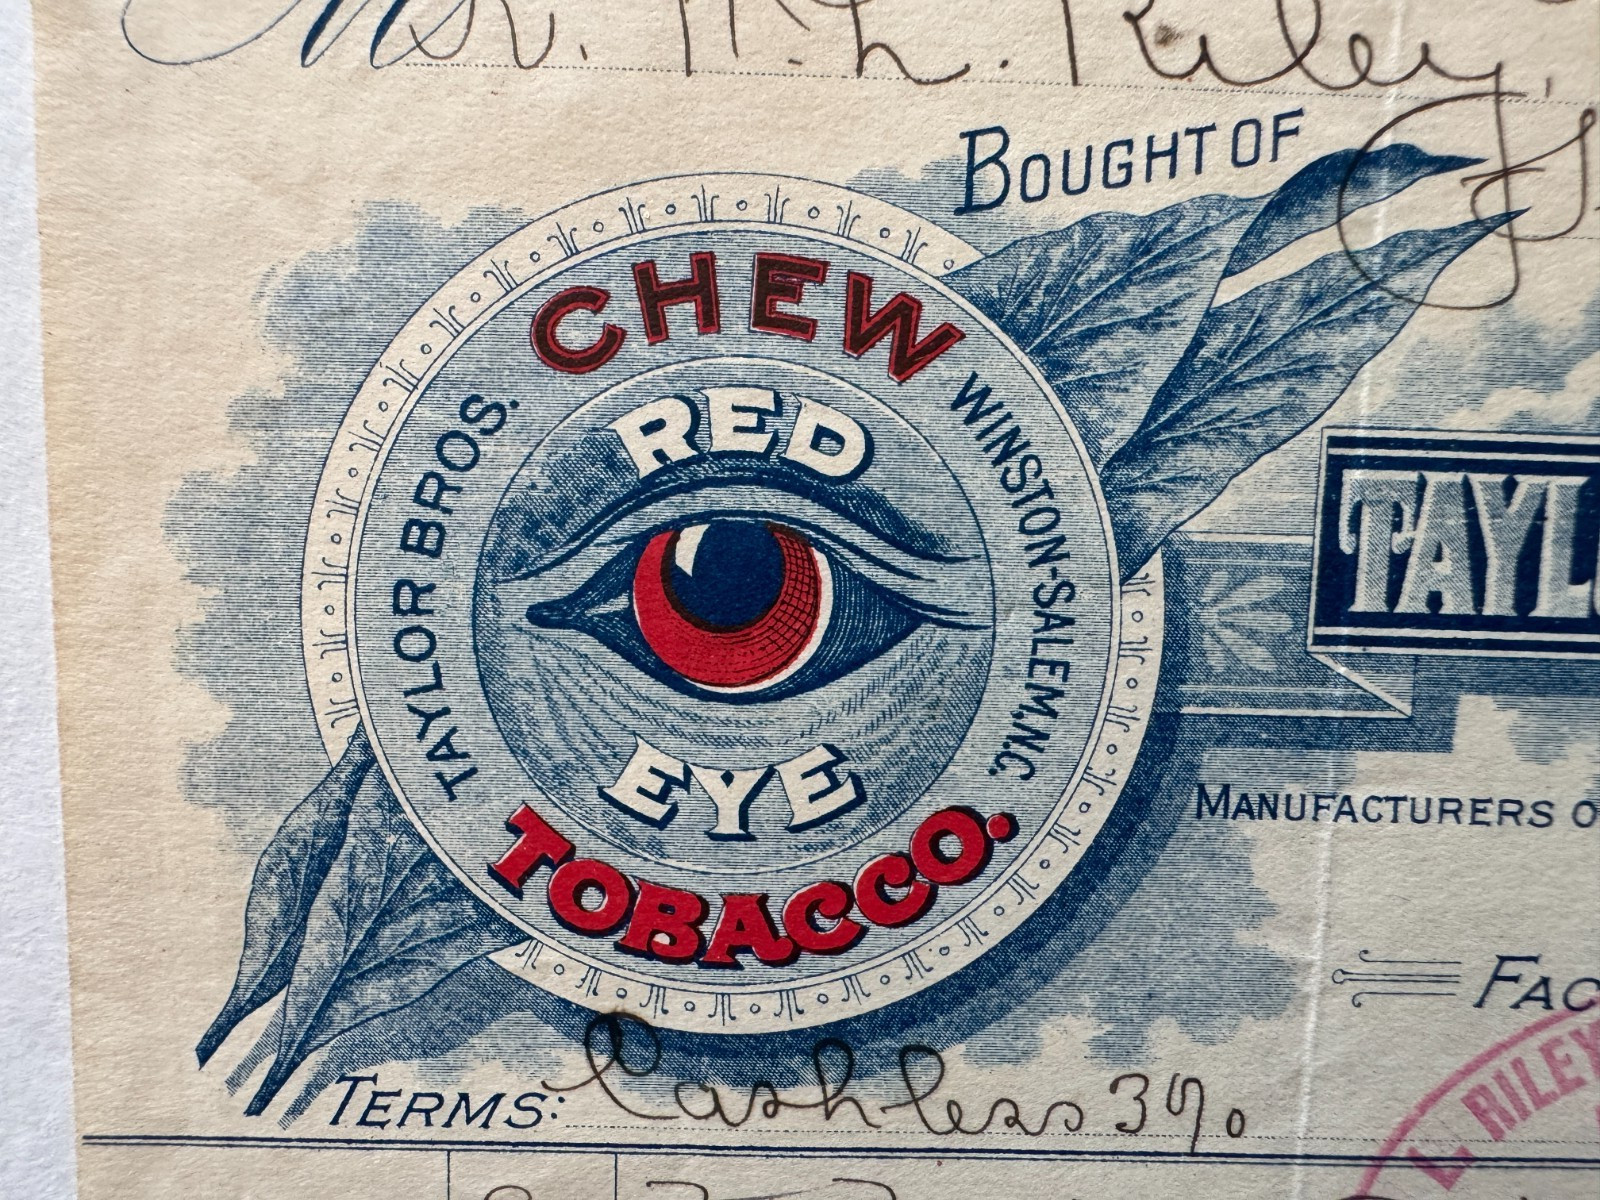 Mr. R. L. Riley,
BOUGHT OF
CHEW
RED
EYE
TOBACCO.
TAYLOR BROS.
WINSTON-SALEM, N.C.
TAYL
MANUFACTURERS O
FAC
TERMS: Cash less 3%
L. RILEY